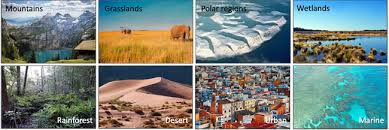 Mountains
Grasslands
Polar regions
Wetlands
Rainforest
Desert
Urban
Marine